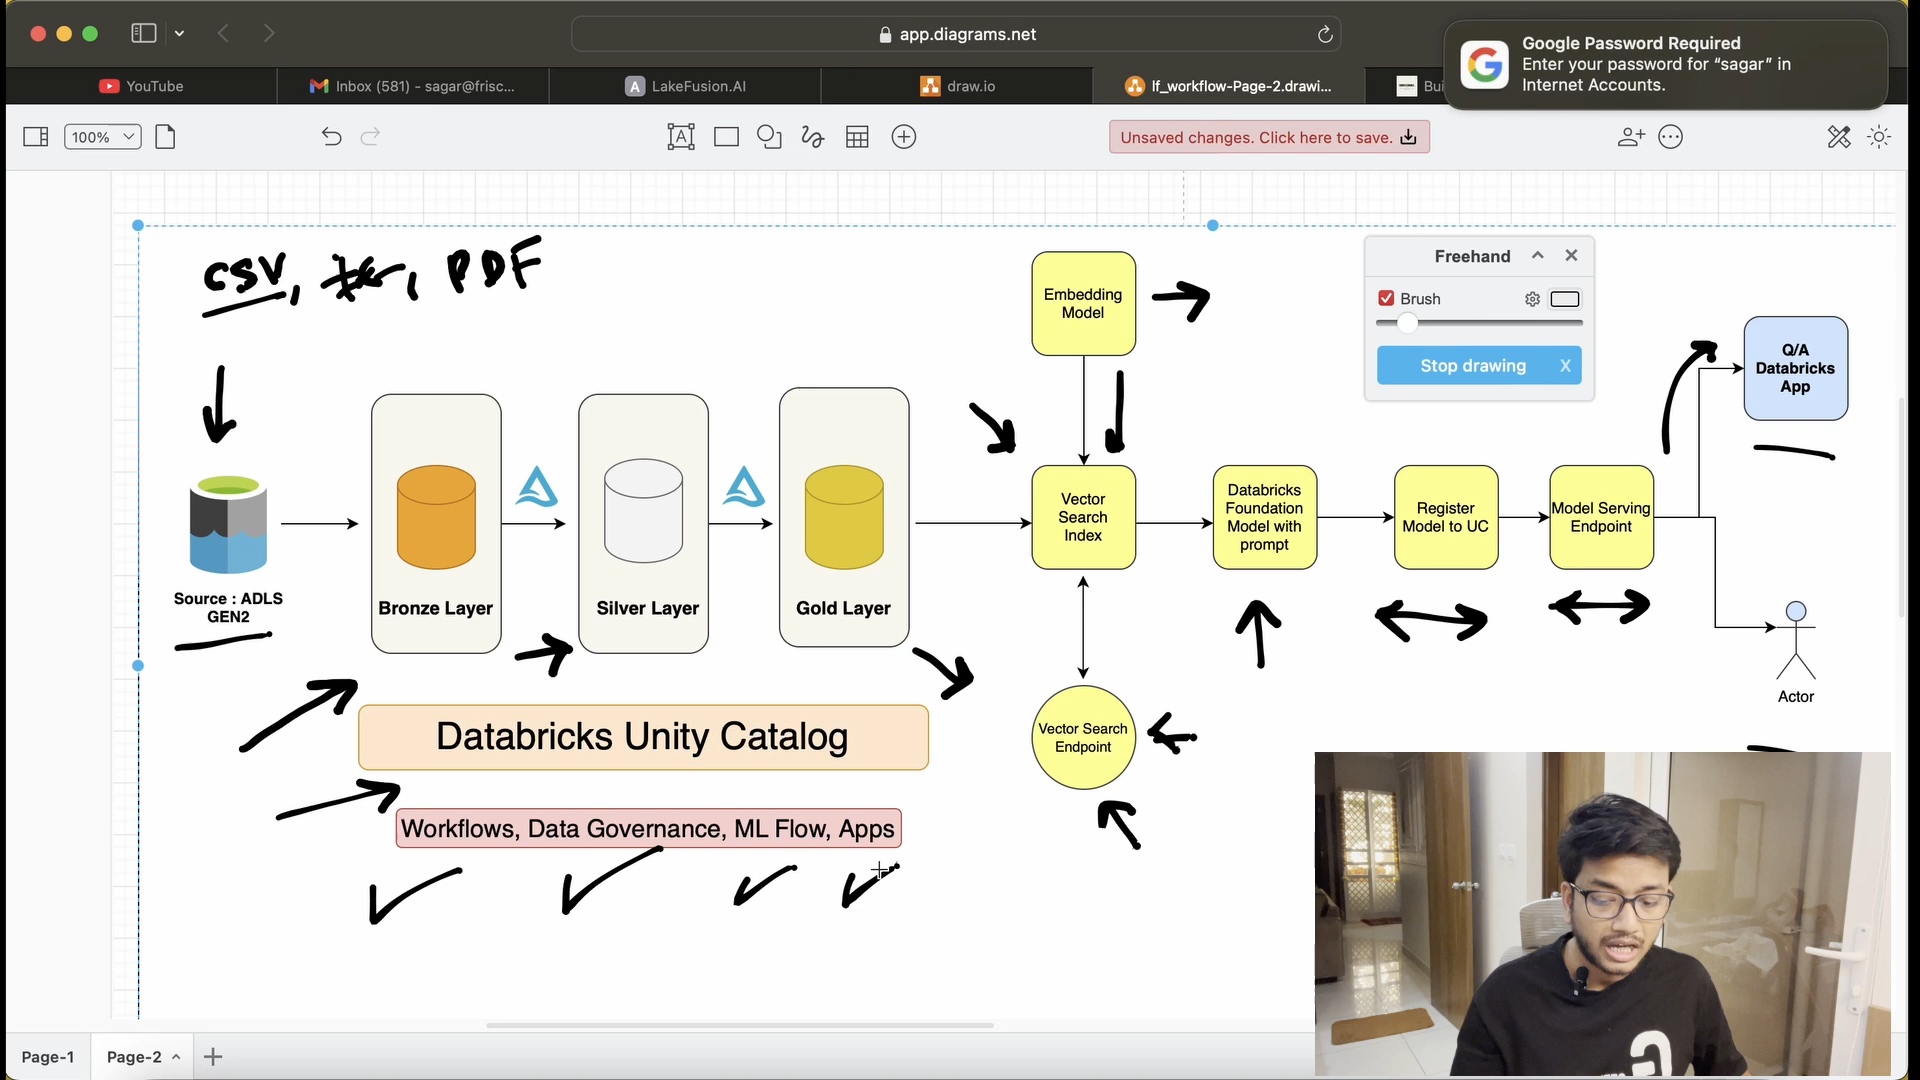 app.diagrams.net
Google Password Required
Enter your password for “sagar” in
Internet Accounts.
YouTube
Inbox (581) - sagar@frisc...
LakeFusion.AI
draw.io
lf_workflow-Page-2.drawi...
Bui
100%
Unsaved changes. Click here to save.
csv, , PDF
Freehand
Brush
Stop drawing X
Embedding
Model
Q/A
Databricks
App
Vector
Search
Index
Databricks
Foundation
Model with
prompt
Register
Model to UC
Model Serving
Endpoint
Source : ADLS
GEN2
Bronze Layer
Silver Layer
Gold Layer
Actor
Databricks Unity Catalog
Vector Search
Endpoint
Workflows, Data Governance, ML Flow, Apps
Page-1
Page-2